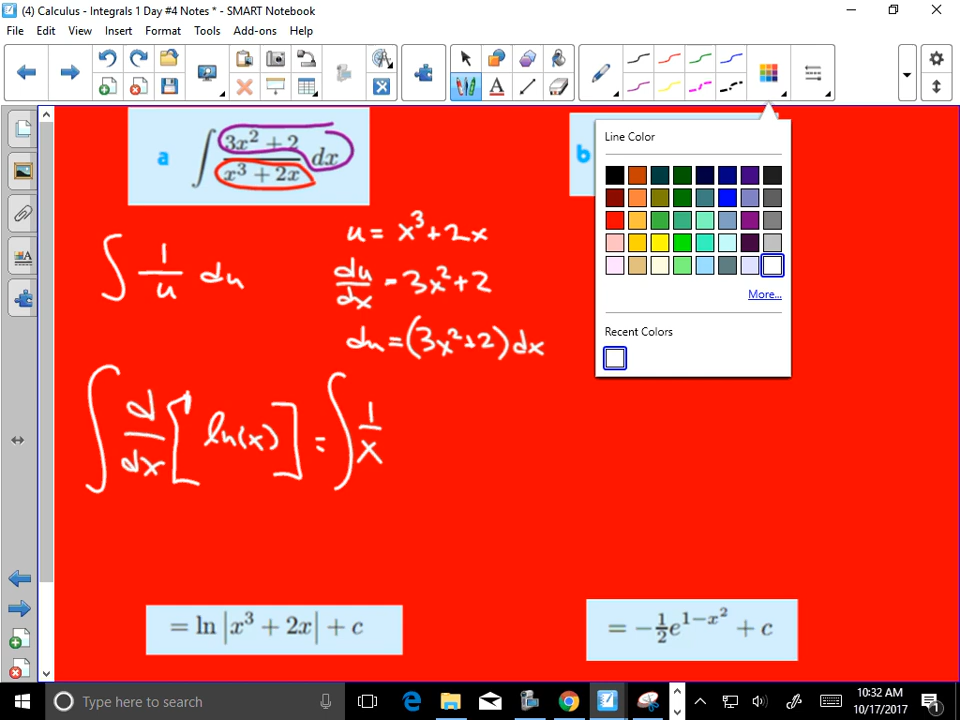 (4) Calculus - Integrals 1 Day #4 Notes * - SMART Notebook
File Edit View Insert Format Tools Add-ons Help
a ∫ (3x² + 2)/(x³ + 2x) dx
b
Line Color
More...
Recent Colors
u = x³+2x
∫ 1/u du
du/dx = 3x²+2
du = (3x²+2) dx
∫ d/dx [ ln(x) ] = ∫ 1/x
= ln |x³ + 2x| + c
= -½e^{1-x²} + c
Type here to search
10:32 AM
10/17/2017
1